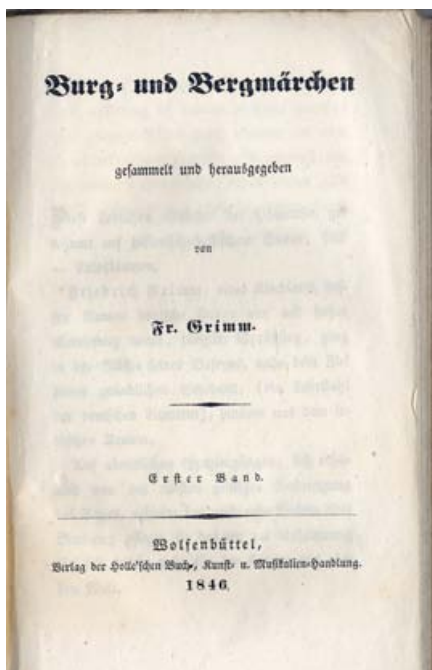 Burg- und Bergmärchen
gesammelt und herausgegeben
von
Fr. Grimm.
Erster Band.
Wolfenbüttel,
Verlag der Holle'schen Buch-, Kunst- u. Musikalien-Handlung.
1846.